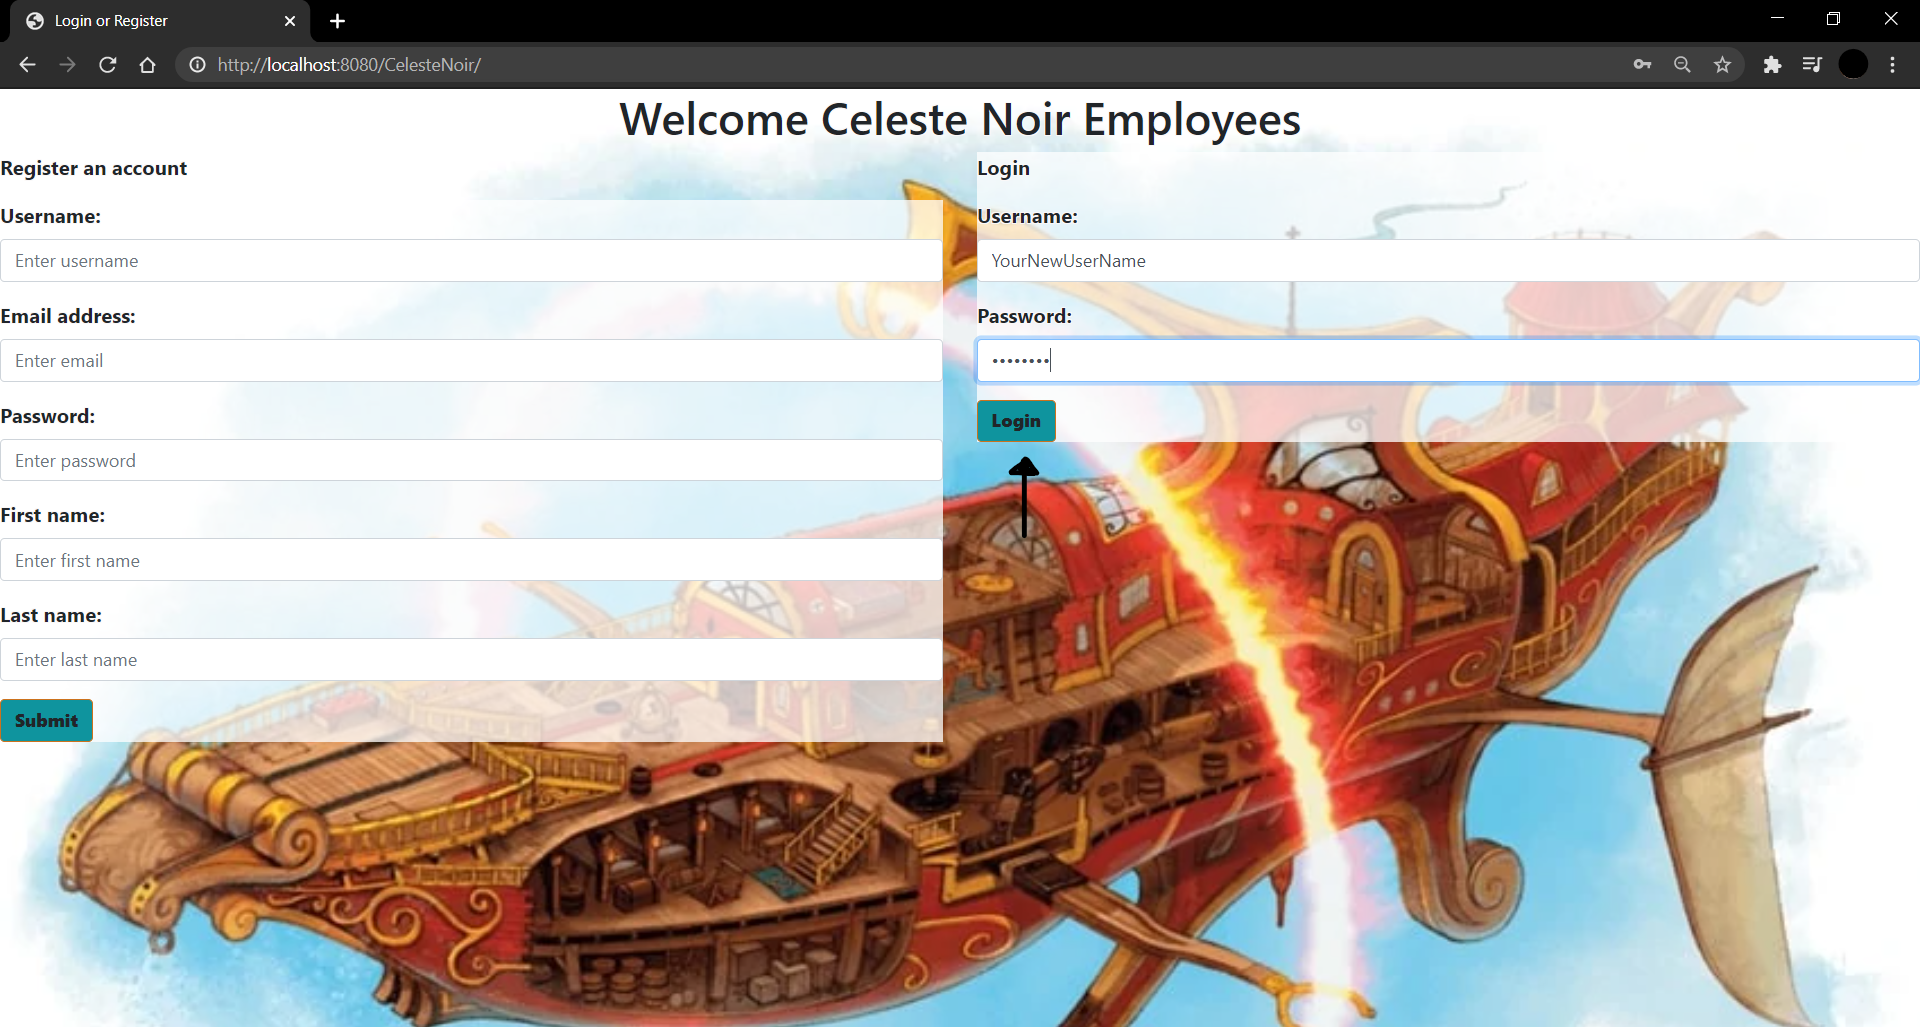 Login or Register
http://localhost:8080/CelesteNoir/
Welcome Celeste Noir Employees
Register an account
Username:
Enter username
Email address:
Enter email
Password:
Enter password
First name:
Enter first name
Last name:
Enter last name
Submit
Login
Username:
YourNewUserName
Password:
••••••••
Login